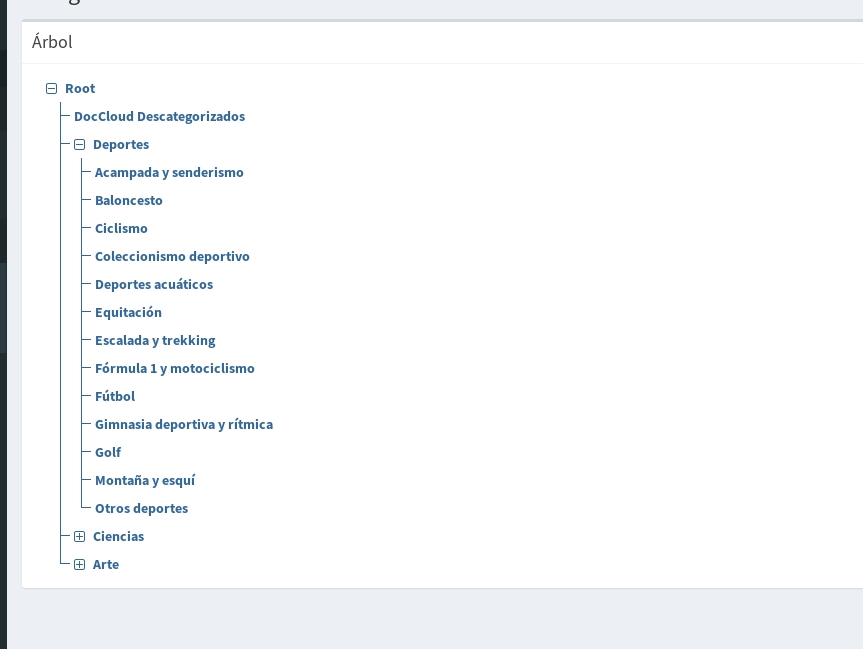 Árbol
Root
DocCloud Descategorizados
Deportes
Acampada y senderismo
Baloncesto
Ciclismo
Coleccionismo deportivo
Deportes acuáticos
Equitación
Escalada y trekking
Fórmula 1 y motociclismo
Fútbol
Gimnasia deportiva y rítmica
Golf
Montaña y esquí
Otros deportes
Ciencias
Arte